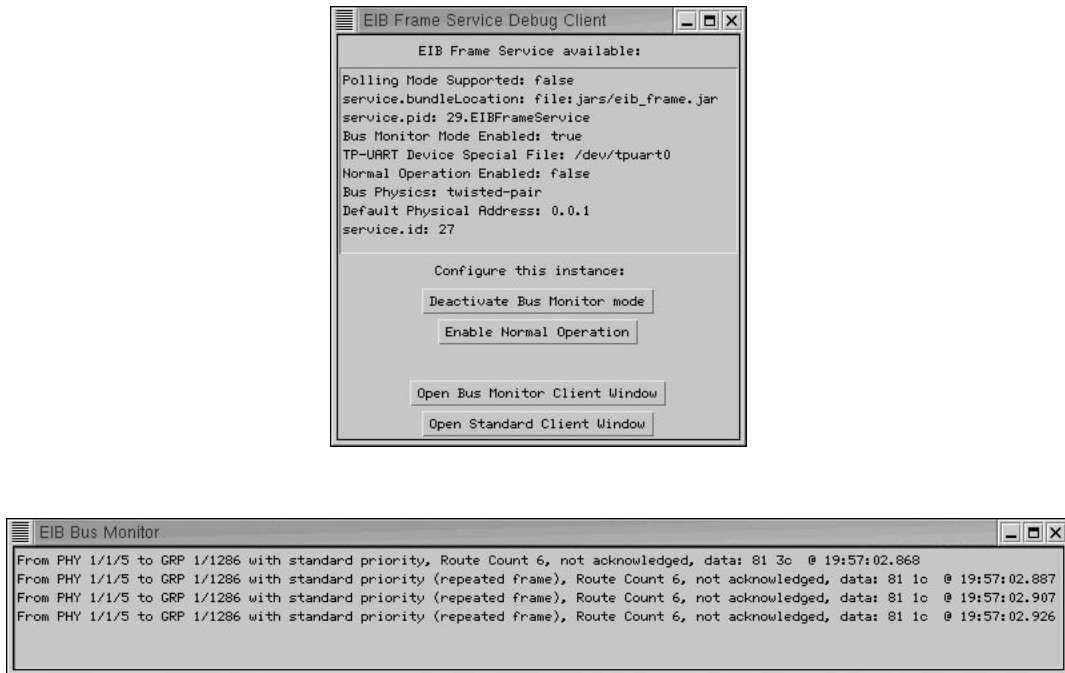 EIB Frame Service Debug Client
EIB Frame Service available:
Polling Mode Supported: false
service.bundleLocation: file:jars/eib_frame.jar
service.pid: 29.EIBFrameService
Bus Monitor Mode Enabled: true
TP-UART Device Special File: /dev/tpuart0
Normal Operation Enabled: false
Bus Physics: twisted-pair
Default Physical Address: 0.0.1
service.id: 27
Configure this instance:
Deactivate Bus Monitor mode
Enable Normal Operation
Open Bus Monitor Client Window
Open Standard Client Window
EIB Bus Monitor
From PHY 1/1/5 to GRP 1/1286 with standard priority, Route Count 6, not acknowledged, data: 81 3c @ 19:57:02.868
From PHY 1/1/5 to GRP 1/1286 with standard priority (repeated frame), Route Count 6, not acknowledged, data: 81 1c @ 19:57:02.887
From PHY 1/1/5 to GRP 1/1286 with standard priority (repeated frame), Route Count 6, not acknowledged, data: 81 1c @ 19:57:02.907
From PHY 1/1/5 to GRP 1/1286 with standard priority (repeated frame), Route Count 6, not acknowledged, data: 81 1c @ 19:57:02.926